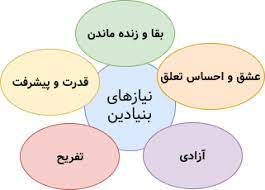 بقا و زنده ماندن
عشق و احساس تعلق
قدرت و پیشرفت
نیازهای
بنیادین
آزادی
تفریح